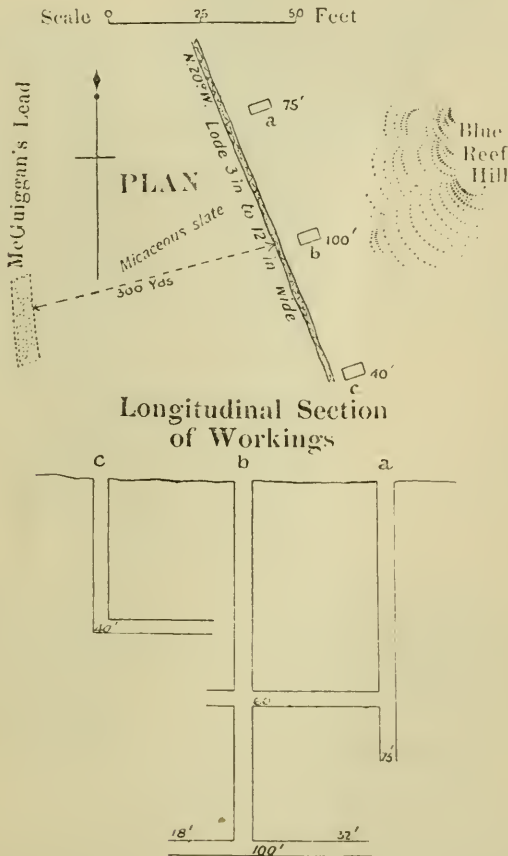 Scale 0 25 50 Feet
McGuiggan's Lead
N. 20° W. Lode 3 in to 12 in wide
75'
a
Blue
Reef
Hill
PLAN
Micaceous slate
300 Yds
100'
b
40'
c
Longitudinal Section
of Workings
c b a
40'
60
75'
18' 32'
100'